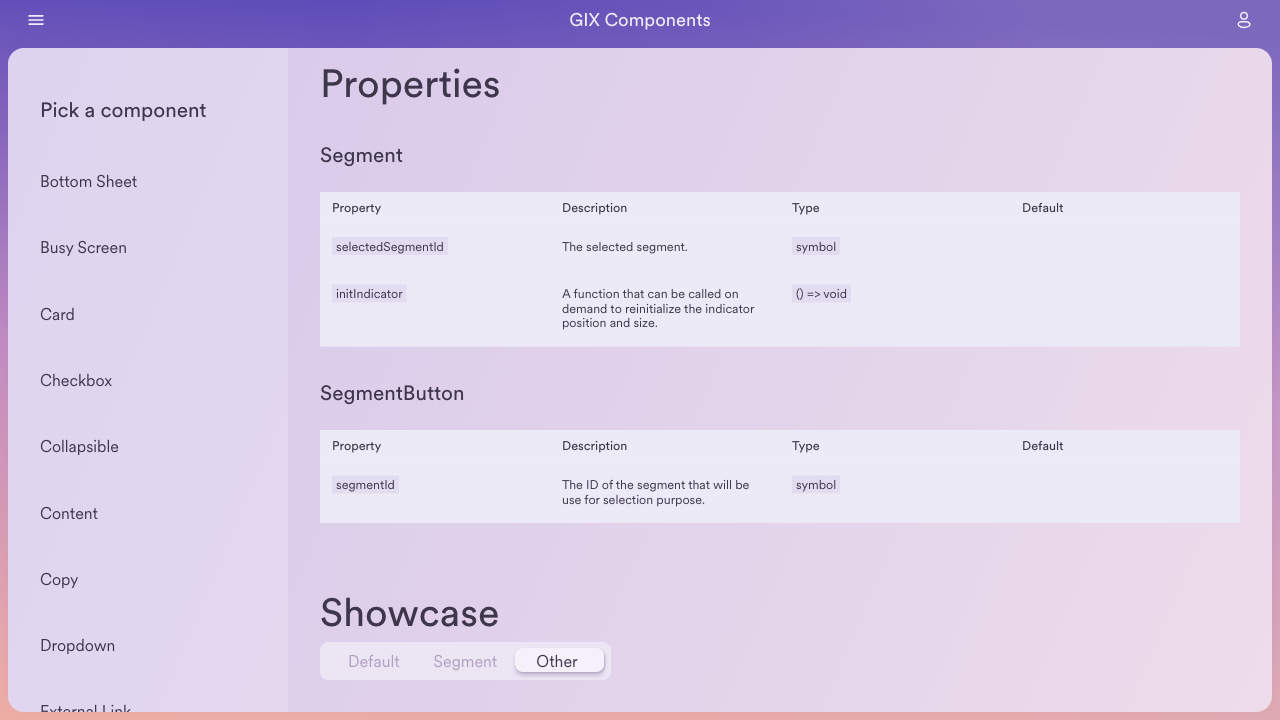 GIX Components
Pick a component
Bottom Sheet
Busy Screen
Card
Checkbox
Collapsible
Content
Copy
Dropdown
External Link
Properties
Segment
Property Description Type Default
selectedSegmentId The selected segment. symbol
initIndicator A function that can be called on () => void
demand to reinitialize the indicator
position and size.
SegmentButton
Property Description Type Default
segmentId The ID of the segment that will be symbol
use for selection purpose.
Showcase
Default Segment Other